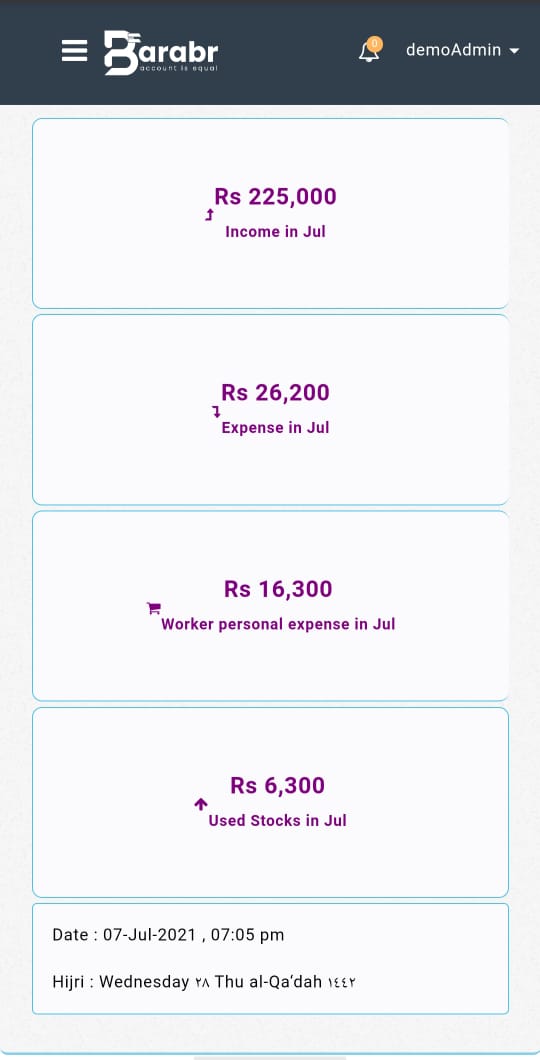 Barabr
account is equal
0
demoAdmin
Rs 225,000
Income in Jul
Rs 26,200
Expense in Jul
Rs 16,300
Worker personal expense in Jul
Rs 6,300
Used Stocks in Jul
Date : 07-Jul-2021 , 07:05 pm
Hijri : Wednesday ٢٨ Thu al-Qa‘dah ١٤٤٢